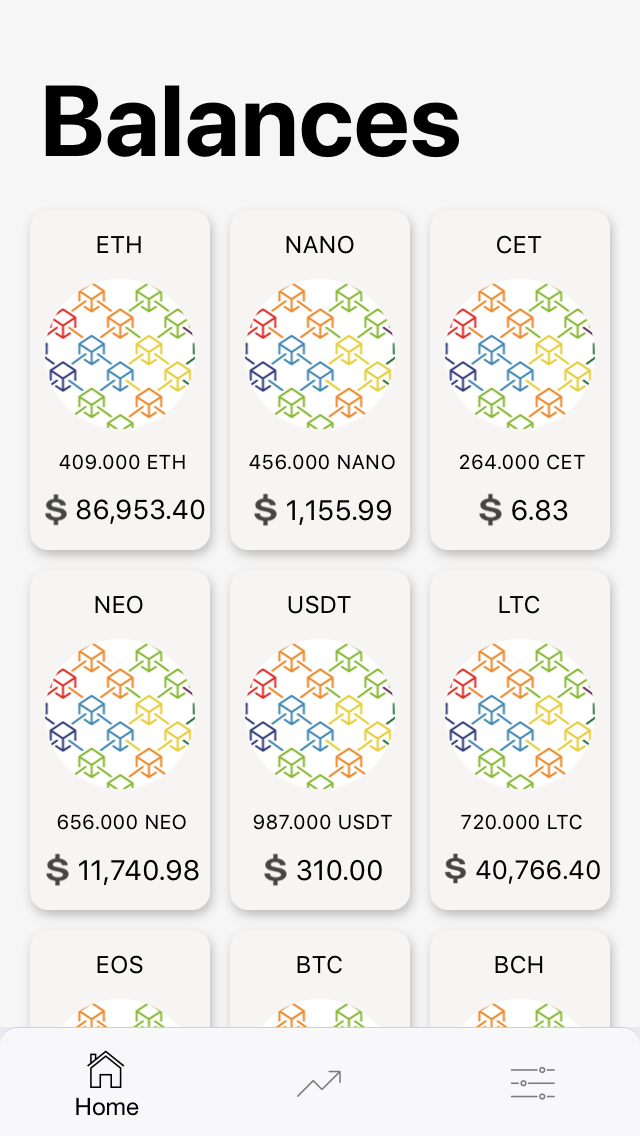 Balances
ETH
NANO
CET
409.000 ETH
456.000 NANO
264.000 CET
$ 86,953.40
$ 1,155.99
$ 6.83
NEO
USDT
LTC
656.000 NEO
987.000 USDT
720.000 LTC
$ 11,740.98
$ 310.00
$ 40,766.40
EOS
BTC
BCH
Home